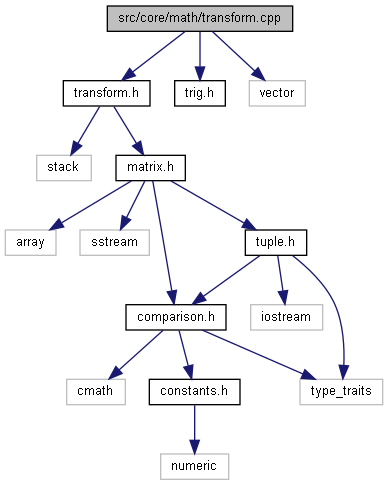 src/core/math/transform.cpp
transform.h
trig.h
vector
stack
matrix.h
array
sstream
tuple.h
comparison.h
iostream
cmath
constants.h
type_traits
numeric